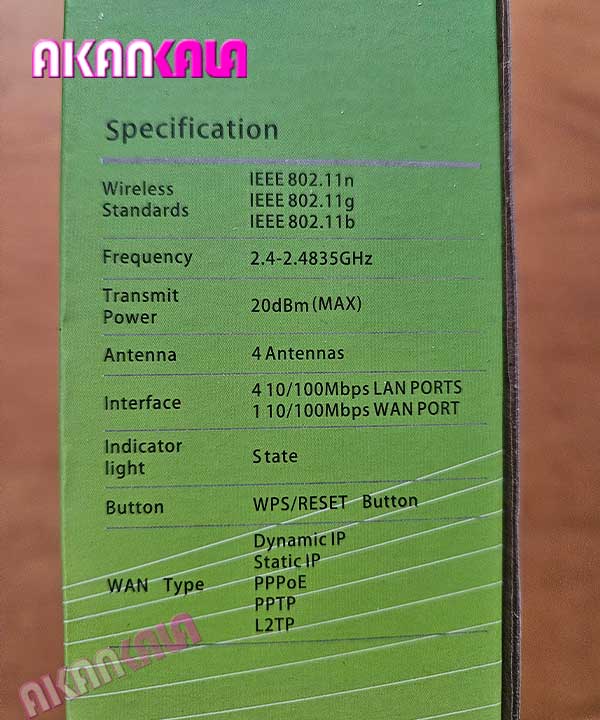 AKANKALA
Specification
Wireless Standards IEEE 802.11n
IEEE 802.11g
IEEE 802.11b
Frequency 2.4-2.4835GHz
Transmit Power 20dBm (MAX)
Antenna 4 Antennas
Interface 4 10/100Mbps LAN PORTS
1 10/100Mbps WAN PORT
Indicator light State
Button WPS/RESET Button
WAN Type Dynamic IP
Static IP
PPPoE
PPTP
L2TP
AKANKALA